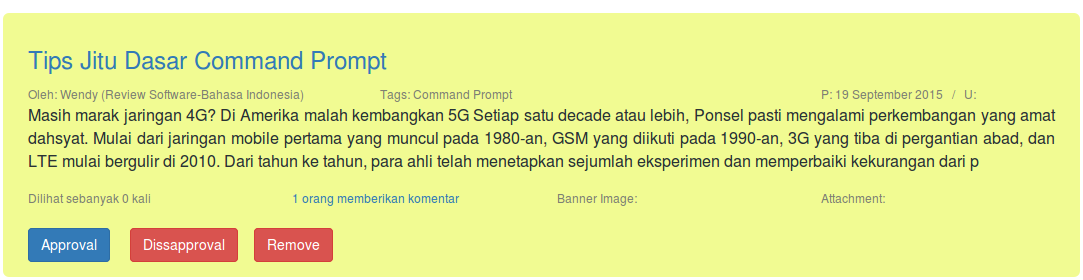 Tips Jitu Dasar Command Prompt
Oleh: Wendy (Review Software-Bahasa Indonesia) Tags: Command Prompt P: 19 September 2015 / U:
Masih marak jaringan 4G? Di Amerika malah kembangkan 5G Setiap satu decade atau lebih, Ponsel pasti mengalami perkembangan yang amat
dahsyat. Mulai dari jaringan mobile pertama yang muncul pada 1980-an, GSM yang diikuti pada 1990-an, 3G yang tiba di pergantian abad, dan
LTE mulai bergulir di 2010. Dari tahun ke tahun, para ahli telah menetapkan sejumlah eksperimen dan memperbaiki kekurangan dari p
Dilihat sebanyak 0 kali 1 orang memberikan komentar Banner Image: Attachment:
Approval Dissapproval Remove